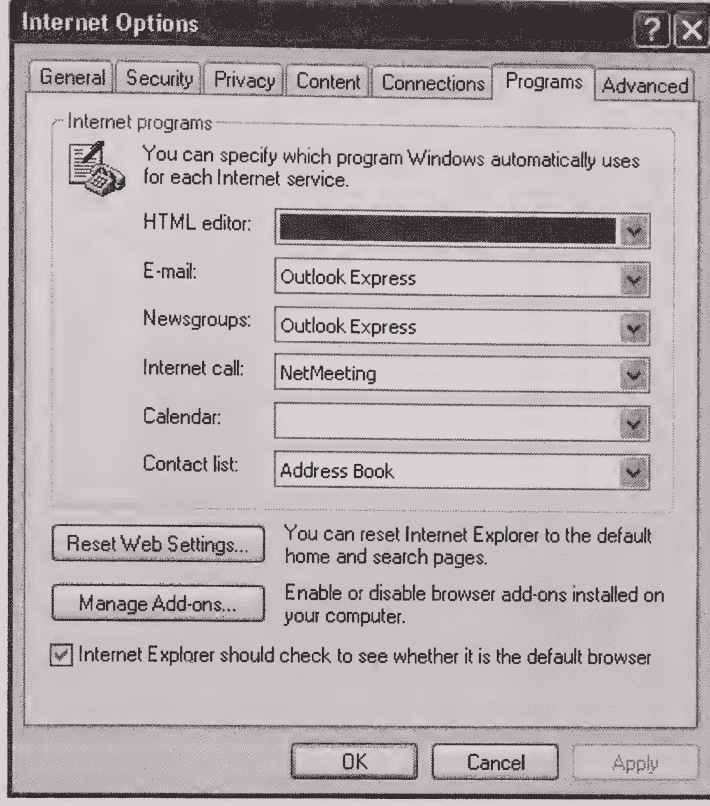 Internet Options
General Security Privacy Content Connections Programs Advanced
Internet programs
You can specify which program Windows automatically uses
for each Internet service.
HTML editor:
E-mail: Outlook Express
Newsgroups: Outlook Express
Internet call: NetMeeting
Calendar:
Contact list: Address Book
Reset Web Settings... You can reset Internet Explorer to the default
home and search pages.
Manage Add-ons... Enable or disable browser add-ons installed on
your computer.
Internet Explorer should check to see whether it is the default browser
OK Cancel Apply